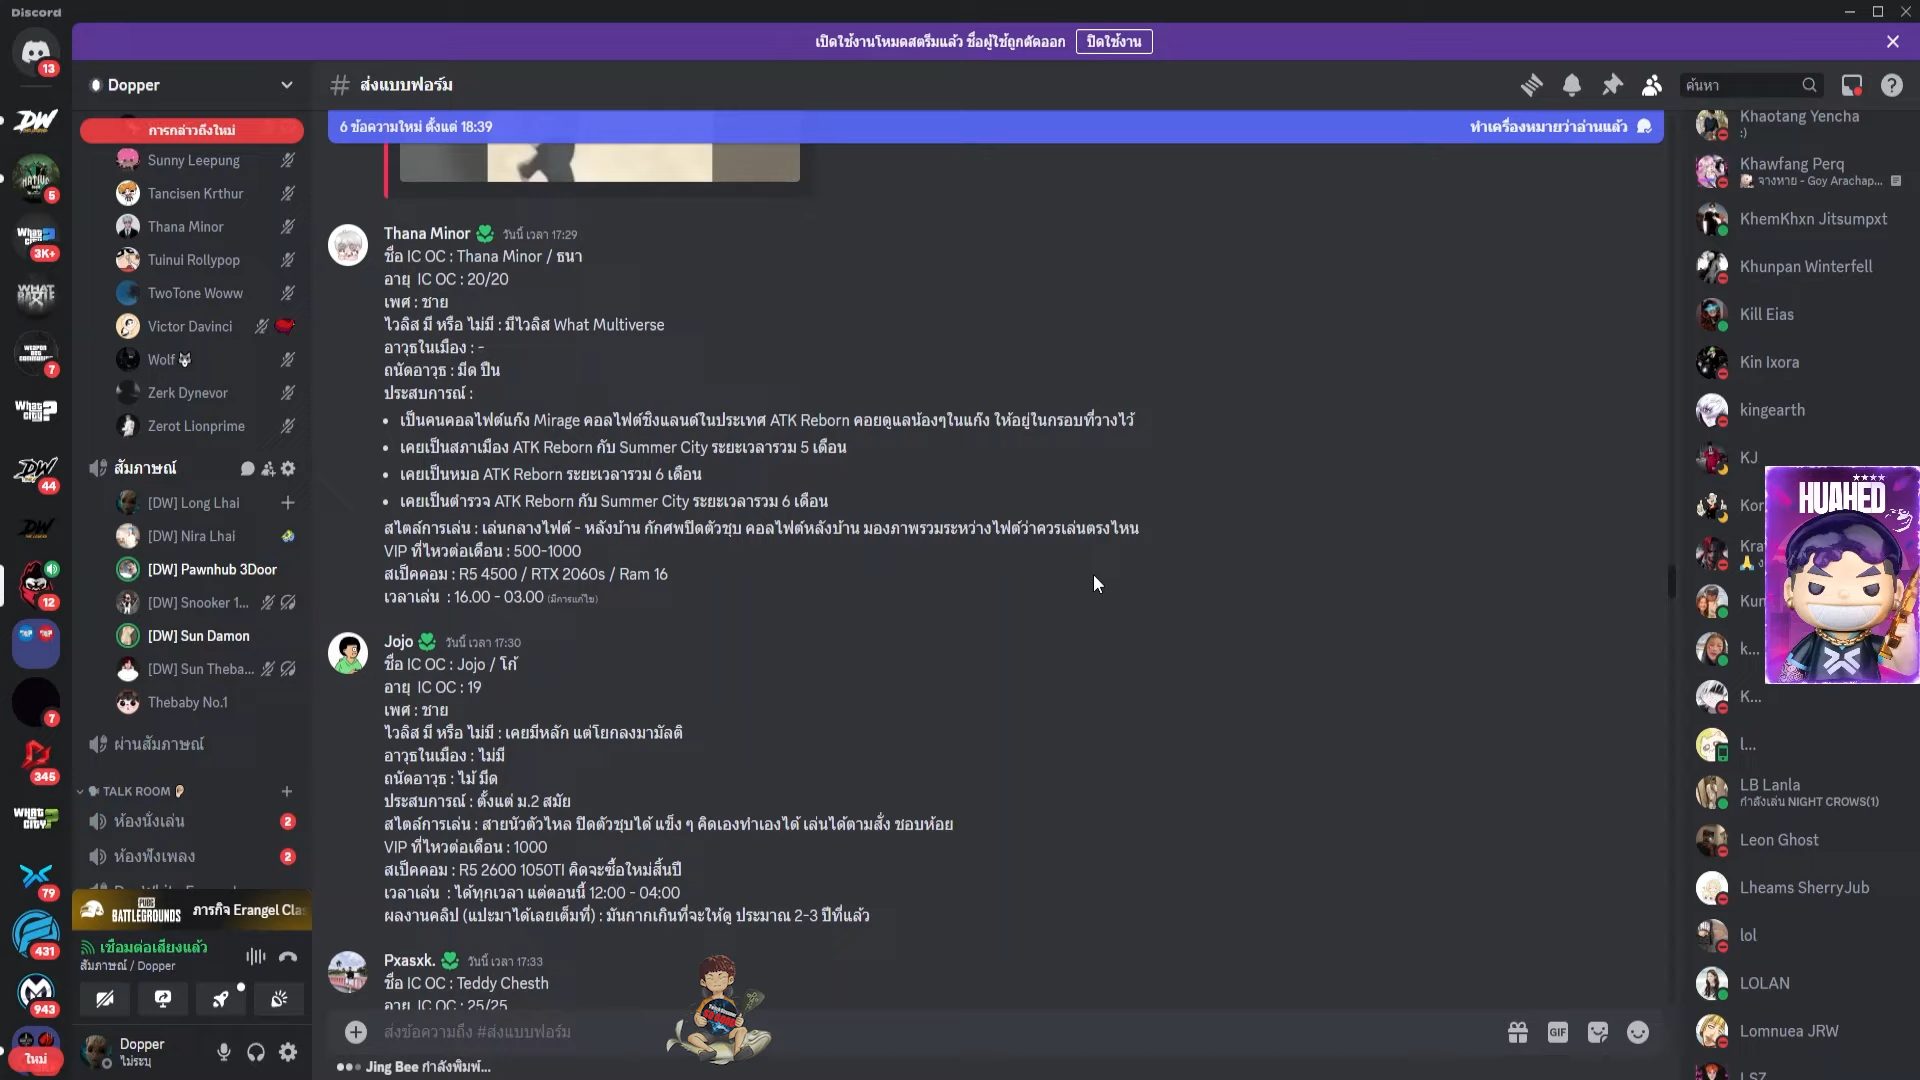 Discord
เปิดใช้งานโหมดสตรีมแล้ว ชื่อผู้ใช้ถูกตัดออก
ปิดใช้งาน
13
DW
5
3K+
WHAT BATTLE
7
WHAT CITY?
DW
44
DW
12
7
345
WHAT CITY?
79
431
943
ใหม่
Dopper
การกล่าวถึงใหม่
Sunny Leepung
Tancisen Krthur
Thana Minor
Tuinui Rollypop
TwoTone Woww
Victor Davinci
Wolf
Zerk Dynevor
Zerot Lionprime
สัมภาษณ์
[DW] Long Lhai
[DW] Nira Lhai
[DW] Pawnhub 3Door
[DW] Snooker 1...
[DW] Sun Damon
[DW] Sun Theba...
Thebaby No.1
ผ่านสัมภาษณ์
TALK ROOM
ห้องนั่งเล่น
2
ห้องฟังเพลง
2
PUBG BATTLEGROUNDS
ภารกิจ Erangel Clas
เชื่อมต่อเสียงแล้ว
สัมภาษณ์ / Dopper
Dopper
ไม่ระบุ
ส่งแบบฟอร์ม
ค้นหา
6 ข้อความใหม่ ตั้งแต่ 18:39
ทำเครื่องหมายว่าอ่านแล้ว
Thana Minor วันนี้ เวลา 17:29
ชื่อ IC OC : Thana Minor / ธนา
อายุ IC OC : 20/20
เพศ : ชาย
ไวลิส มี หรือ ไม่มี : มีไวลิส What Multiverse
อาวุธในเมือง : -
ถนัดอาวุธ : มีด ปืน
ประสบการณ์ :
• เป็นคนคอลไฟต์แก๊ง Mirage คอลไฟต์ชิงแลนด์ในประเทศ ATK Reborn คอยดูแลน้องๆในแก๊ง ให้อยู่ในกรอบที่วางไว้
• เคยเป็นสภาเมือง ATK Reborn กับ Summer City ระยะเวลารวม 5 เดือน
• เคยเป็นหมอ ATK Reborn ระยะเวลารวม 6 เดือน
• เคยเป็นตำรวจ ATK Reborn กับ Summer City ระยะเวลารวม 6 เดือน
สไตล์การเล่น : เล่นกลางไฟต์ - หลังบ้าน กักศพปิดตัวชุบ คอลไฟต์หลังบ้าน มองภาพรวมระหว่างไฟต์ว่าควรเล่นตรงไหน
VIP ที่ไหวต่อเดือน : 500-1000
สเป็คคอม : R5 4500 / RTX 2060s / Ram 16
เวลาเล่น : 16.00 - 03.00 (มีการแก้ไข)
Jojo วันนี้ เวลา 17:30
ชื่อ IC OC : Jojo / โก้
อายุ IC OC : 19
เพศ : ชาย
ไวลิส มี หรือ ไม่มี : เคยมีหลัก แต่โยกลงมามัลติ
อาวุธในเมือง : ไม่มี
ถนัดอาวุธ : ไม้ มีด
ประสบการณ์ : ตั้งแต่ ม.2 สมัย
สไตล์การเล่น : สายนัวตัวไหล ปิดตัวชุบได้ แข็ง ๆ คิดเองทำเองได้ เล่นได้ตามสั่ง ชอบห้อย
VIP ที่ไหวต่อเดือน : 1000
สเป็คคอม : R5 2600 1050TI คิดจะซื้อใหม่สิ้นปี
เวลาเล่น : ได้ทุกเวลา แต่ตอนนี้ 12:00 - 04:00
ผลงานคลิป (แปะมาได้เลยเต็มที่) : มันกากเกินที่จะให้ดู ประมาณ 2-3 ปีที่แล้ว
Pxasxk. วันนี้ เวลา 17:33
ชื่อ IC OC : Teddy Chesth
อายุ IC OC : 25/25
ส่งข้อความถึง #ส่งแบบฟอร์ม
GIF
Jing Bee กำลังพิมพ์...
Khaotang Yencha
:)
Khawfang Perq
จางหาย - Goy Arachap...
KhemKhxn Jitsumpxt
Khunpan Winterfell
Kill Eias
Kin Ixora
kingearth
KJ
Kor
Kra
Kun
k...
K...
l...
LB Lanla
กำลังเล่น NIGHT CROWS(1)
Leon Ghost
Lheams SherryJub
lol
LOLAN
Lomnuea JRW
LSZ
HUAHED